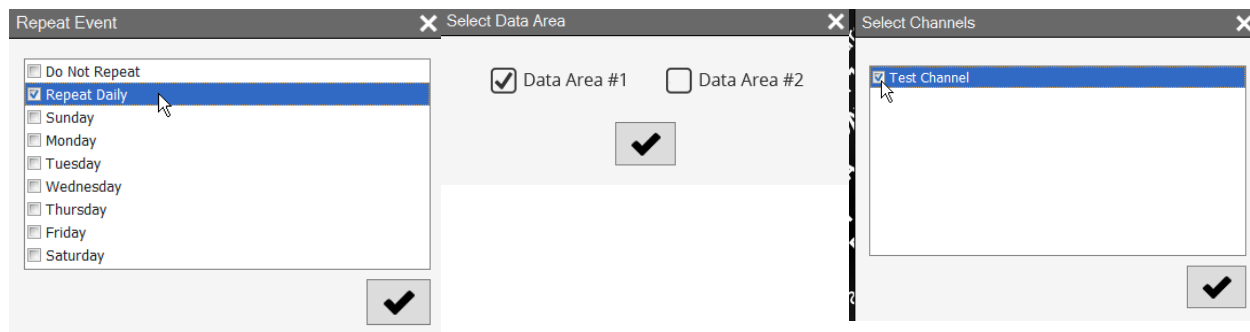 Repeat Event
Do Not Repeat
Repeat Daily
Sunday
Monday
Tuesday
Wednesday
Thursday
Friday
Saturday
Select Data Area
Data Area #1
Data Area #2
Select Channels
Test Channel